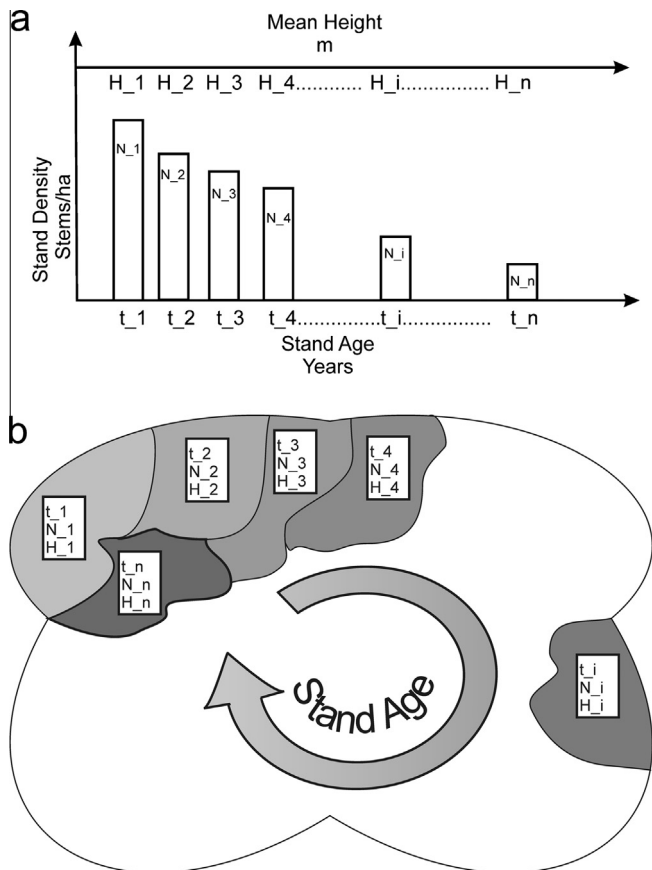 a
Mean Height
m
H_1 H_2 H_3 H_4............ H_i................ H_n
Stand Density
Stems/ha
N_1
N_2
N_3
N_4
N_i
N_n
t_1 t_2 t_3 t_4...............t_i................ t_n
Stand Age
Years
b
t_1
N_1
H_1
t_2
N_2
H_2
t_3
N_3
H_3
t_4
N_4
H_4
t_n
N_n
H_n
t_i
N_i
H_i
Stand Age